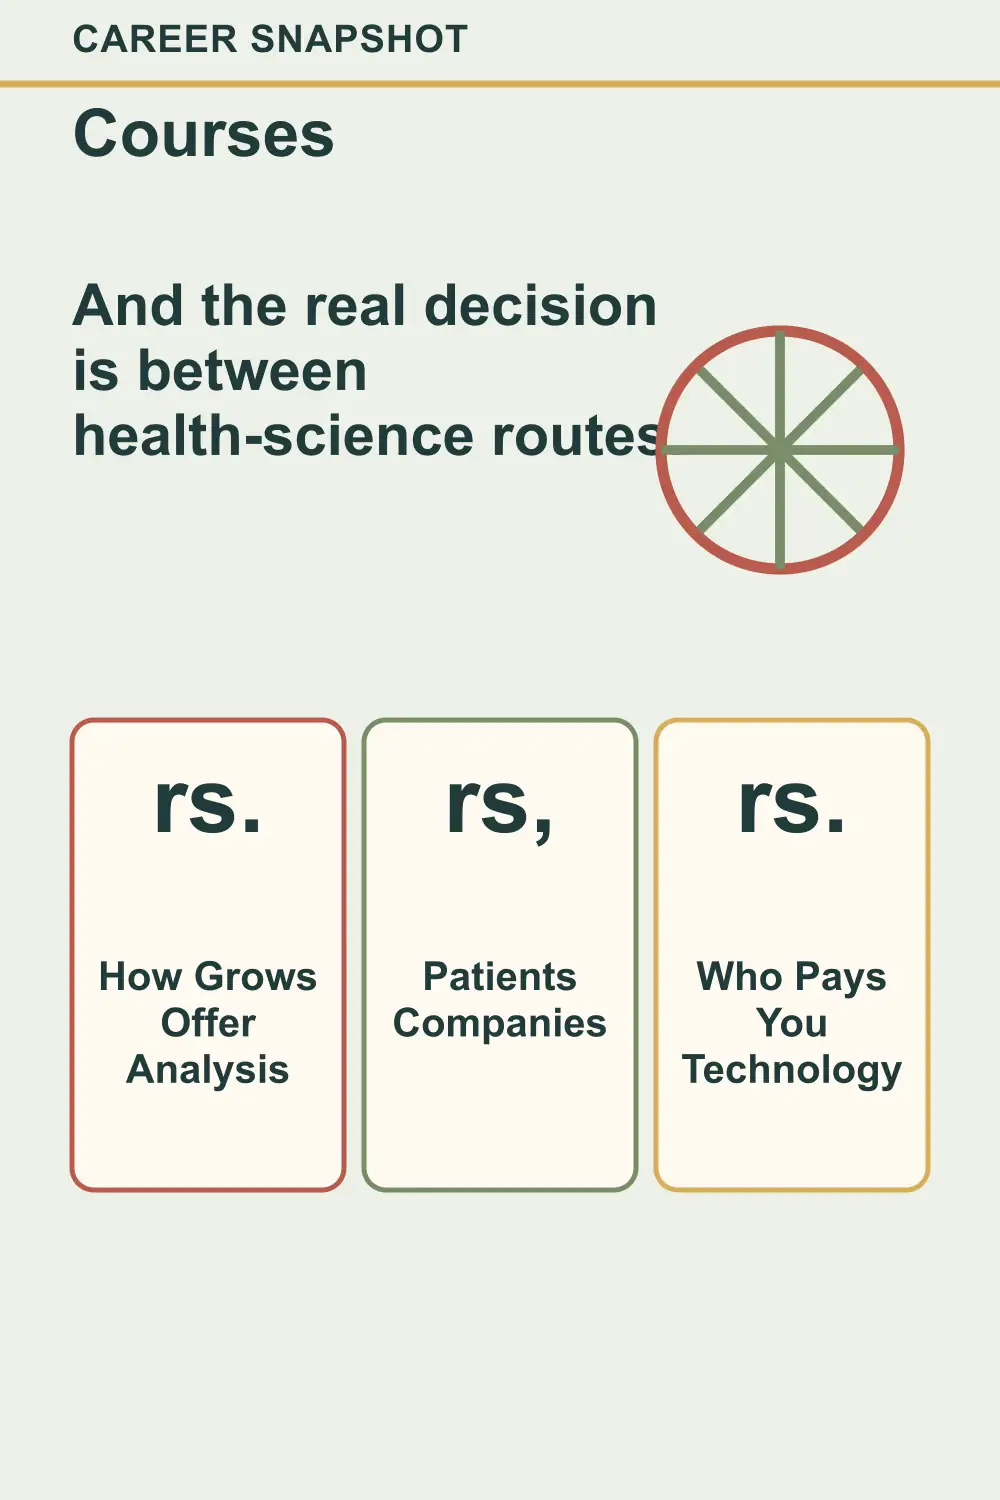 CAREER SNAPSHOT
Courses
And the real decision
is between
health-science routes
rs.
How Grows
Offer
Analysis
rs,
Patients
Companies
rs.
Who Pays
You
Technology